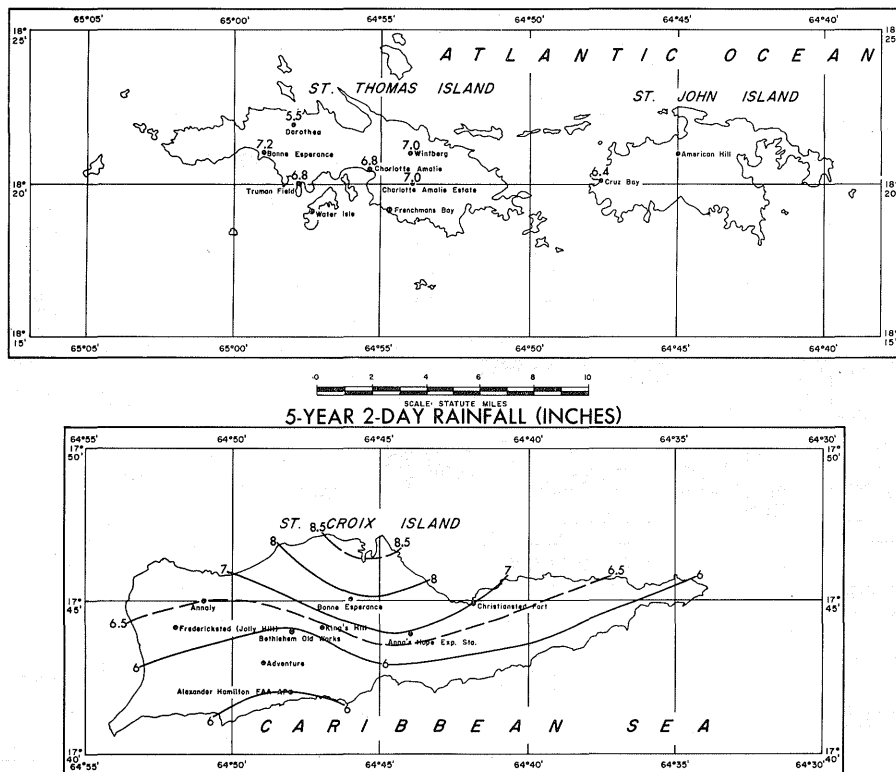 65°05' 65°00' 64°55' 64°50' 64°45' 64°40'
18° 25' 18° 25'
ATLANTIC OCEAN
ST. THOMAS ISLAND
ST. JOHN ISLAND
5.5
Dorothea
7.2
Bonne Esperance
7.0
Wintberg
American Hill
6.8
Charlotte Amalie
6.8
Truman Field
7.0
Charlotte Amalie Estate
6.4
Cruz Bay
18° 20' 18° 20'
Water Isle
Frenchmans Bay
18° 15' 18° 15'
65°05' 65°00' 64°55' 64°50' 64°45' 64°40'
0 2 4 6 8 10
SCALE: STATUTE MILES
5-YEAR 2-DAY RAINFALL (INCHES)
64°55' 64°50' 64°45' 64°40' 64°35' 64°30'
17° 50' 17° 50'
ST. CROIX ISLAND
8.5
8
8.5
7 8 7 6.5 6
17° 45' 17° 45'
Annaly
Bonne Esperance
Christiansted Fort
6.5
Fredericksted (Jolly Hill)
King's Hill
Bethlehem Old Works
Anna's Hope Exp. Sta.
6 6
Adventure
Alexander Hamilton FAA AP
6 6
CARIBBEAN SEA
17° 40' 17° 40'
64°55' 64°50' 64°45' 64°40' 64°35' 64°30'